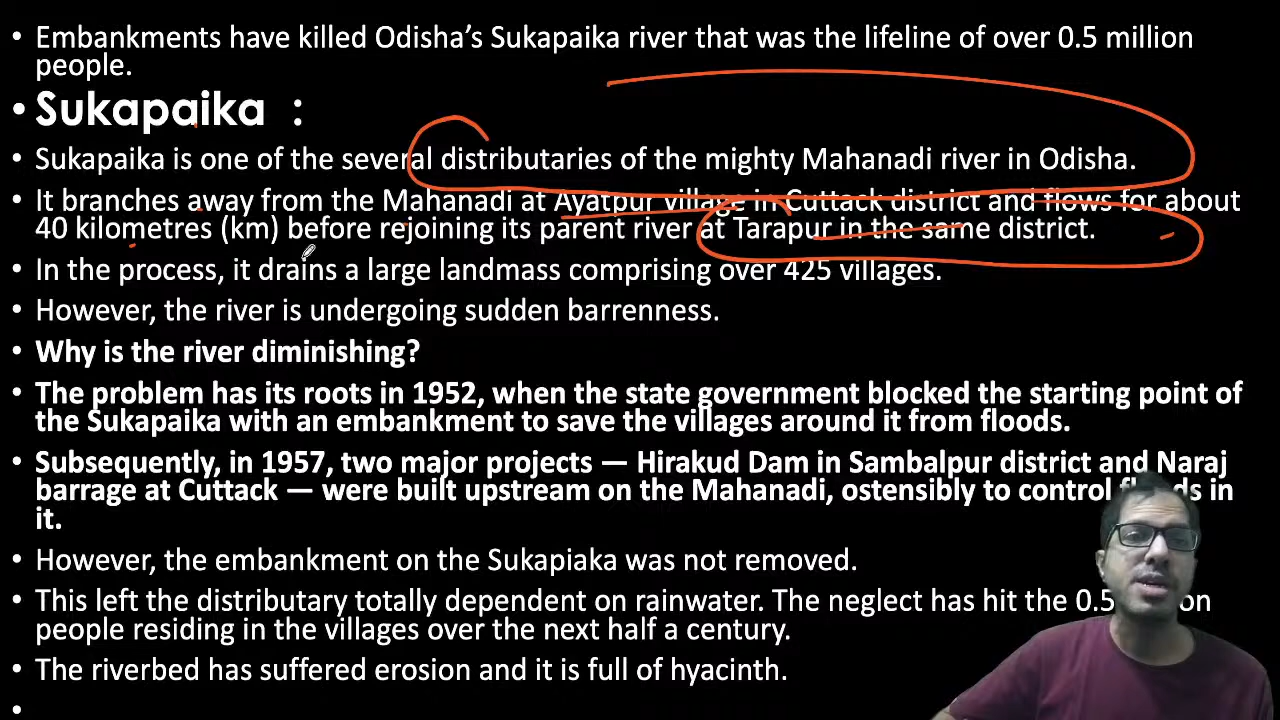 • Embankments have killed Odisha's Sukapaika river that was the lifeline of over 0.5 million
people.
• Sukapaika :
• Sukapaika is one of the several distributaries of the mighty Mahanadi river in Odisha.
• It branches away from the Mahanadi at Ayatpur village in Cuttack district and flows for about
40 kilometres (km) before rejoining its parent river at Tarapur in the same district.
• In the process, it drains a large landmass comprising over 425 villages.
• However, the river is undergoing sudden barrenness.
• Why is the river diminishing?
• The problem has its roots in 1952, when the state government blocked the starting point of
the Sukapaika with an embankment to save the villages around it from floods.
• Subsequently, in 1957, two major projects — Hirakud Dam in Sambalpur district and Naraj
barrage at Cuttack — were built upstream on the Mahanadi, ostensibly to control floods in
it.
• However, the embankment on the Sukapiaka was not removed.
• This left the distributary totally dependent on rainwater. The neglect has hit the 0.5
people residing in the villages over the next half a century.
• The riverbed has suffered erosion and it is full of hyacinth.
•